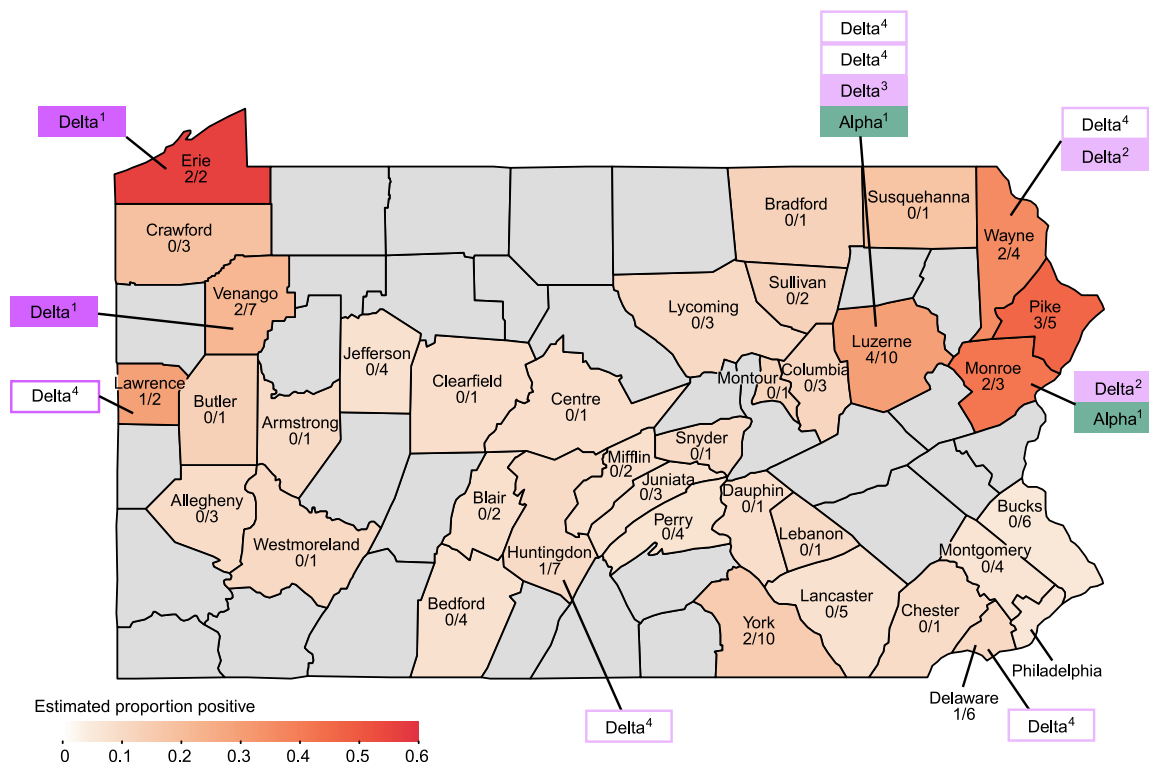 Delta⁴
Delta⁴
Delta³
Alpha¹
Delta¹
Delta⁴
Delta²
Erie
2/2
Bradford
0/1
Susquehanna
0/1
Crawford
0/3
Wayne
2/4
Venango
2/7
Sullivan
0/2
Lycoming
0/3
Pike
3/5
Delta¹
Jefferson
0/4
Luzerne
4/10
Monroe
2/3
Columbia
0/3
Montour
0/1
Lawrence
1/2
Delta⁴
Butler
0/1
Clearfield
0/1
Centre
0/1
Delta²
Alpha¹
Armstrong
0/1
Snyder
0/1
Mifflin
0/2
Juniata
0/3
Allegheny
0/3
Blair
0/2
Dauphin
0/1
Bucks
0/6
Perry
0/4
Lebanon
0/1
Westmoreland
0/1
Huntingdon
1/7
Montgomery
0/4
Bedford
0/4
Lancaster
0/5
Chester
0/1
York
2/10
Philadelphia
Delaware
1/6
Delta⁴
Delta⁴
Estimated proportion positive
0 0.1 0.2 0.3 0.4 0.5 0.6